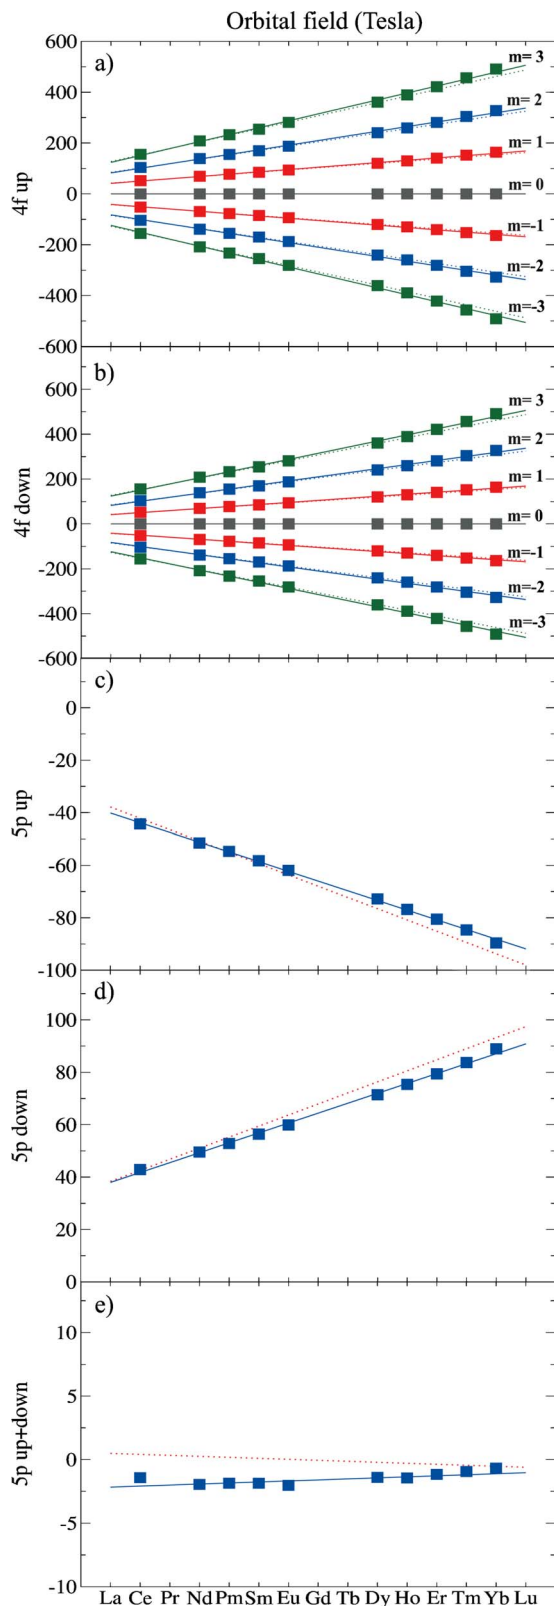 Orbital field (Tesla)
600
a)
m= 3
400
m= 2
200
m= 1
4f up
0
m= 0
m=-1
-200
m=-2
-400
m=-3
-600
b)
m= 3
400
m= 2
200
m= 1
4f down
0
m= 0
m=-1
-200
m=-2
-400
m=-3
-600
c)
0
-20
5p up
-40
-60
-80
-100
d)
100
80
5p down
60
40
20
0
e)
10
5
5p up+down
0
-5
-10
La Ce Pr Nd Pm Sm Eu Gd Tb Dy Ho Er Tm Yb Lu